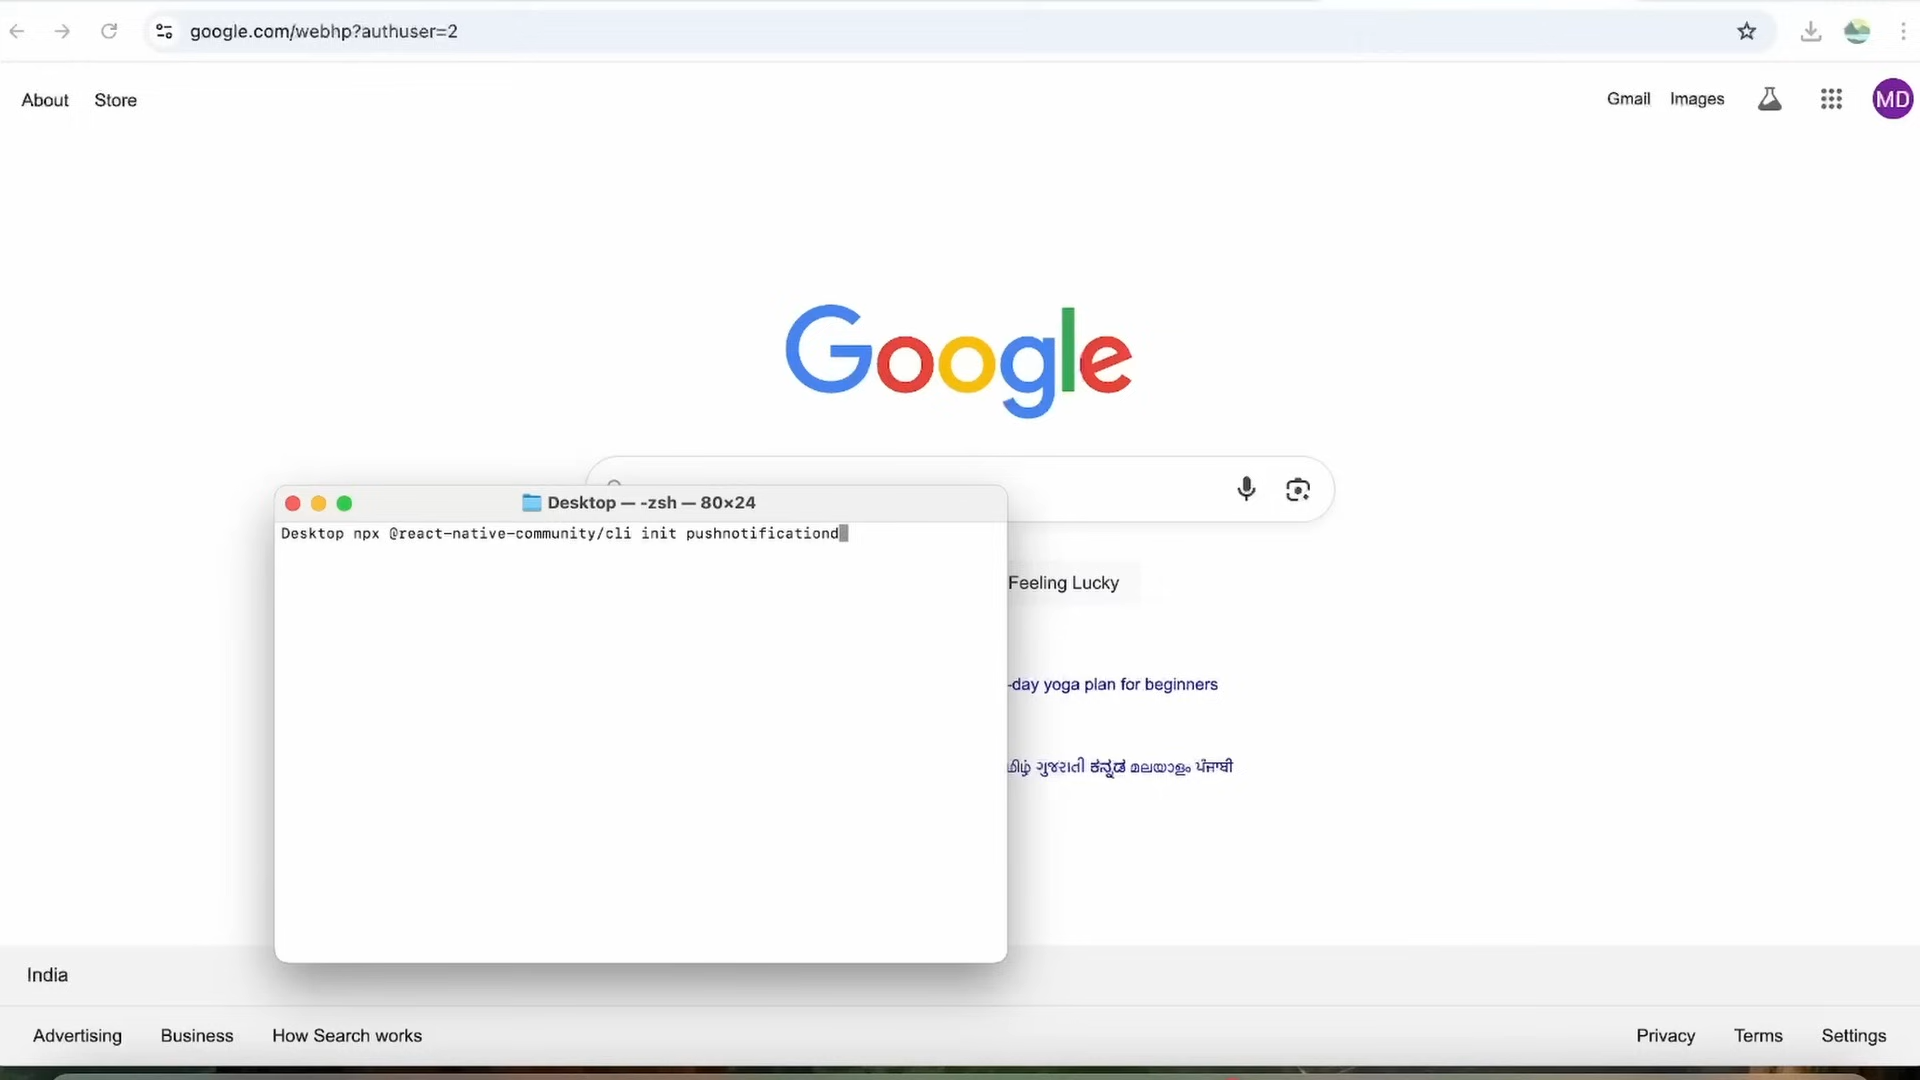 google.com/webhp?authuser=2
About Store
Gmail Images MD
Google
Desktop — -zsh — 80×24
Desktop npx @react-native-community/cli init pushnotificationd
Feeling Lucky
-day yoga plan for beginners
ગુજરાતી ಕನ್ನಡ മലയാളം ਪੰਜਾਬੀ
India
Advertising Business How Search works
Privacy Terms Settings